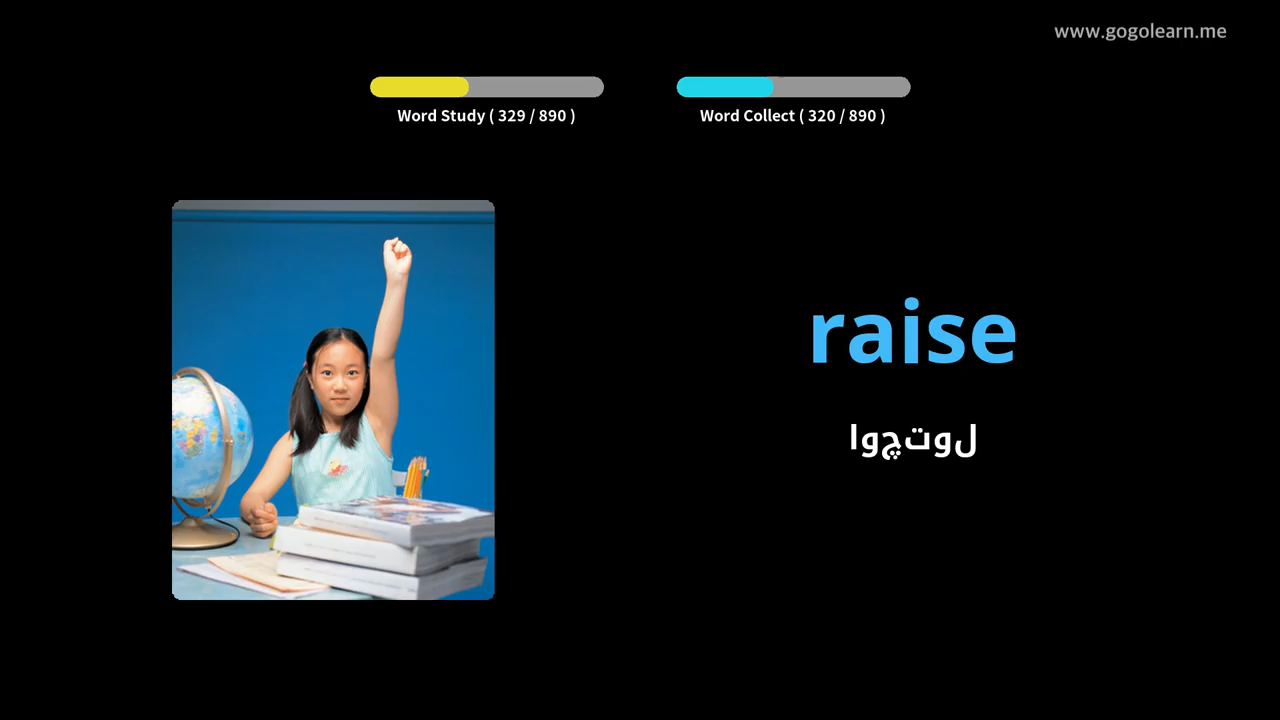 www.gogolearn.me
Word Study ( 329 / 890 )
Word Collect ( 320 / 890 )
raise
اوچتول